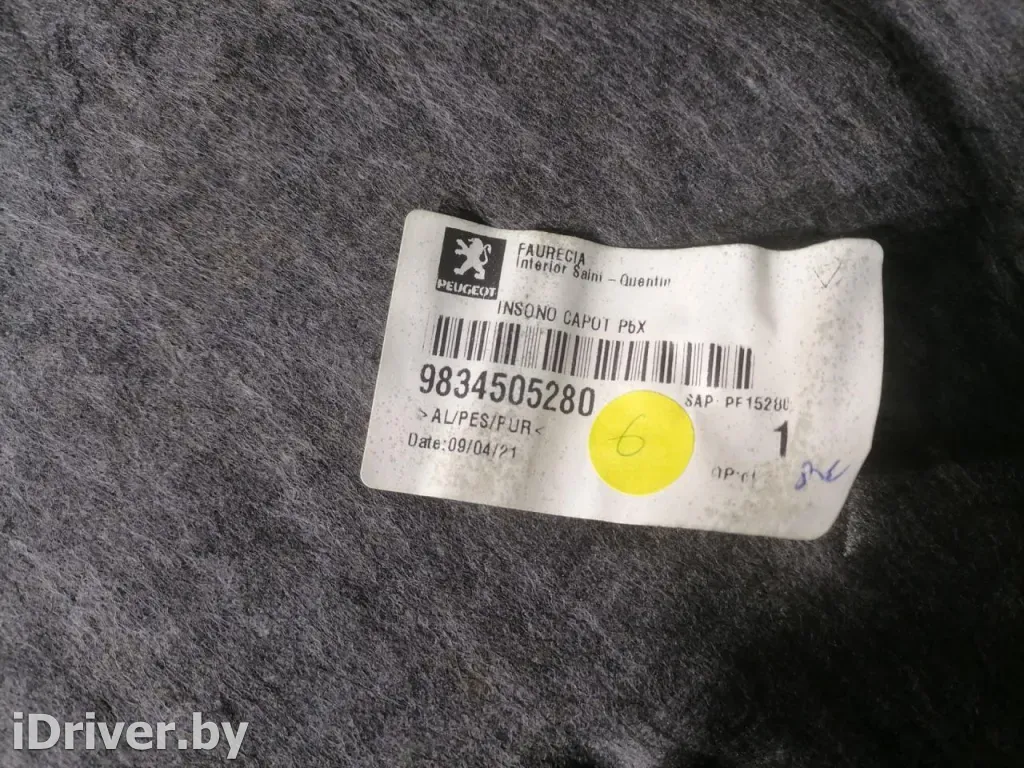 PEUGEOT
FAURECIA
Interior Saint - Quentin
INSONO CAPOT P5X
9834505280
SAP: PF15280
>AL/PES/PUR<
6
1
Date:09/04/21
iDriver.by